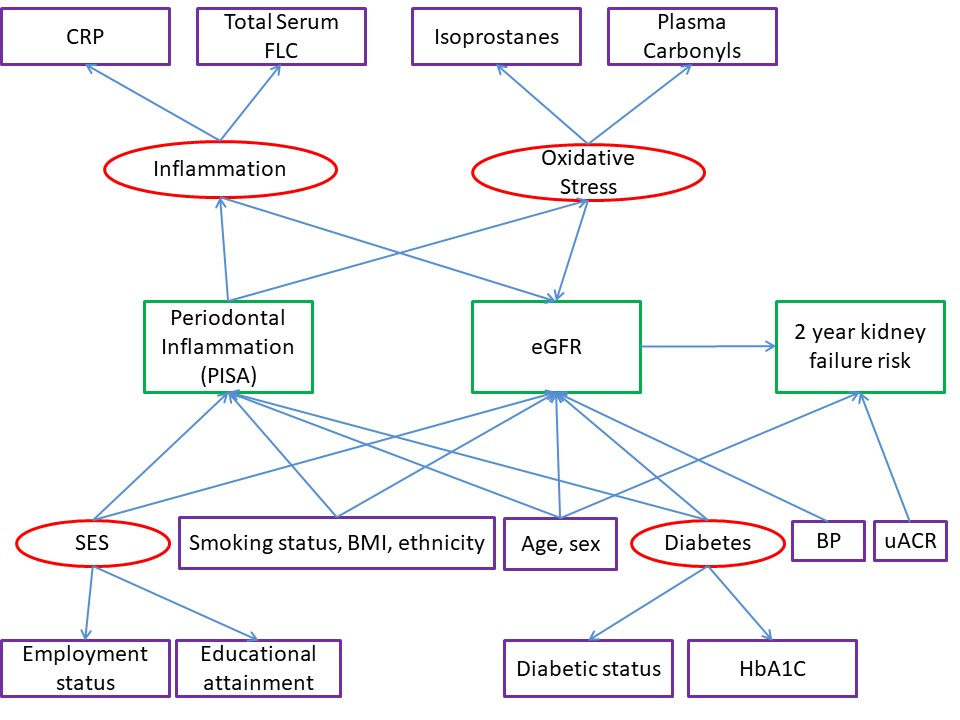 CRP
Total Serum
FLC
Isoprostanes
Plasma
Carbonyls
Inflammation
Oxidative
Stress
Periodontal
Inflammation
(PISA)
eGFR
2 year kidney
failure risk
SES
Smoking status, BMI, ethnicity
Age, sex
Diabetes
BP
uACR
Employment
status
Educational
attainment
Diabetic status
HbA1C